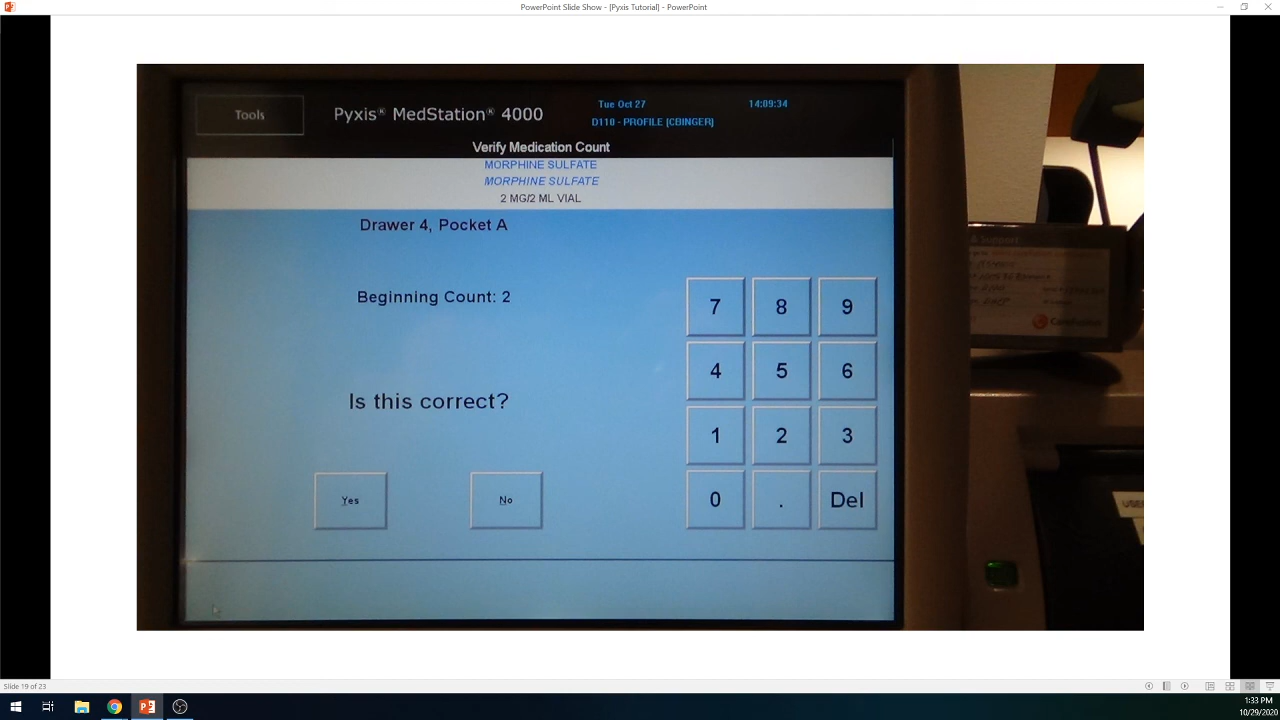 PowerPoint Slide Show - [Pyxis Tutorial] - PowerPoint
Tools
Pyxis® MedStation® 4000
Tue Oct 27
14:09:34
D110 - PROFILE (CBINGER)
Verify Medication Count
MORPHINE SULFATE
MORPHINE SULFATE
2 MG/2 ML VIAL
Drawer 4, Pocket A
Beginning Count: 2
Is this correct?
Yes
No
7 8 9
4 5 6
1 2 3
0 . Del
Support
CareFusion
USER
Slide 19 of 23
1:33 PM
10/29/2020